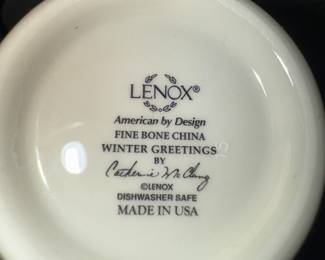 LENOX®
American by Design
FINE BONE CHINA
WINTER GREETINGS
BY
Catherine McClung
©LENOX
DISHWASHER SAFE
MADE IN USA